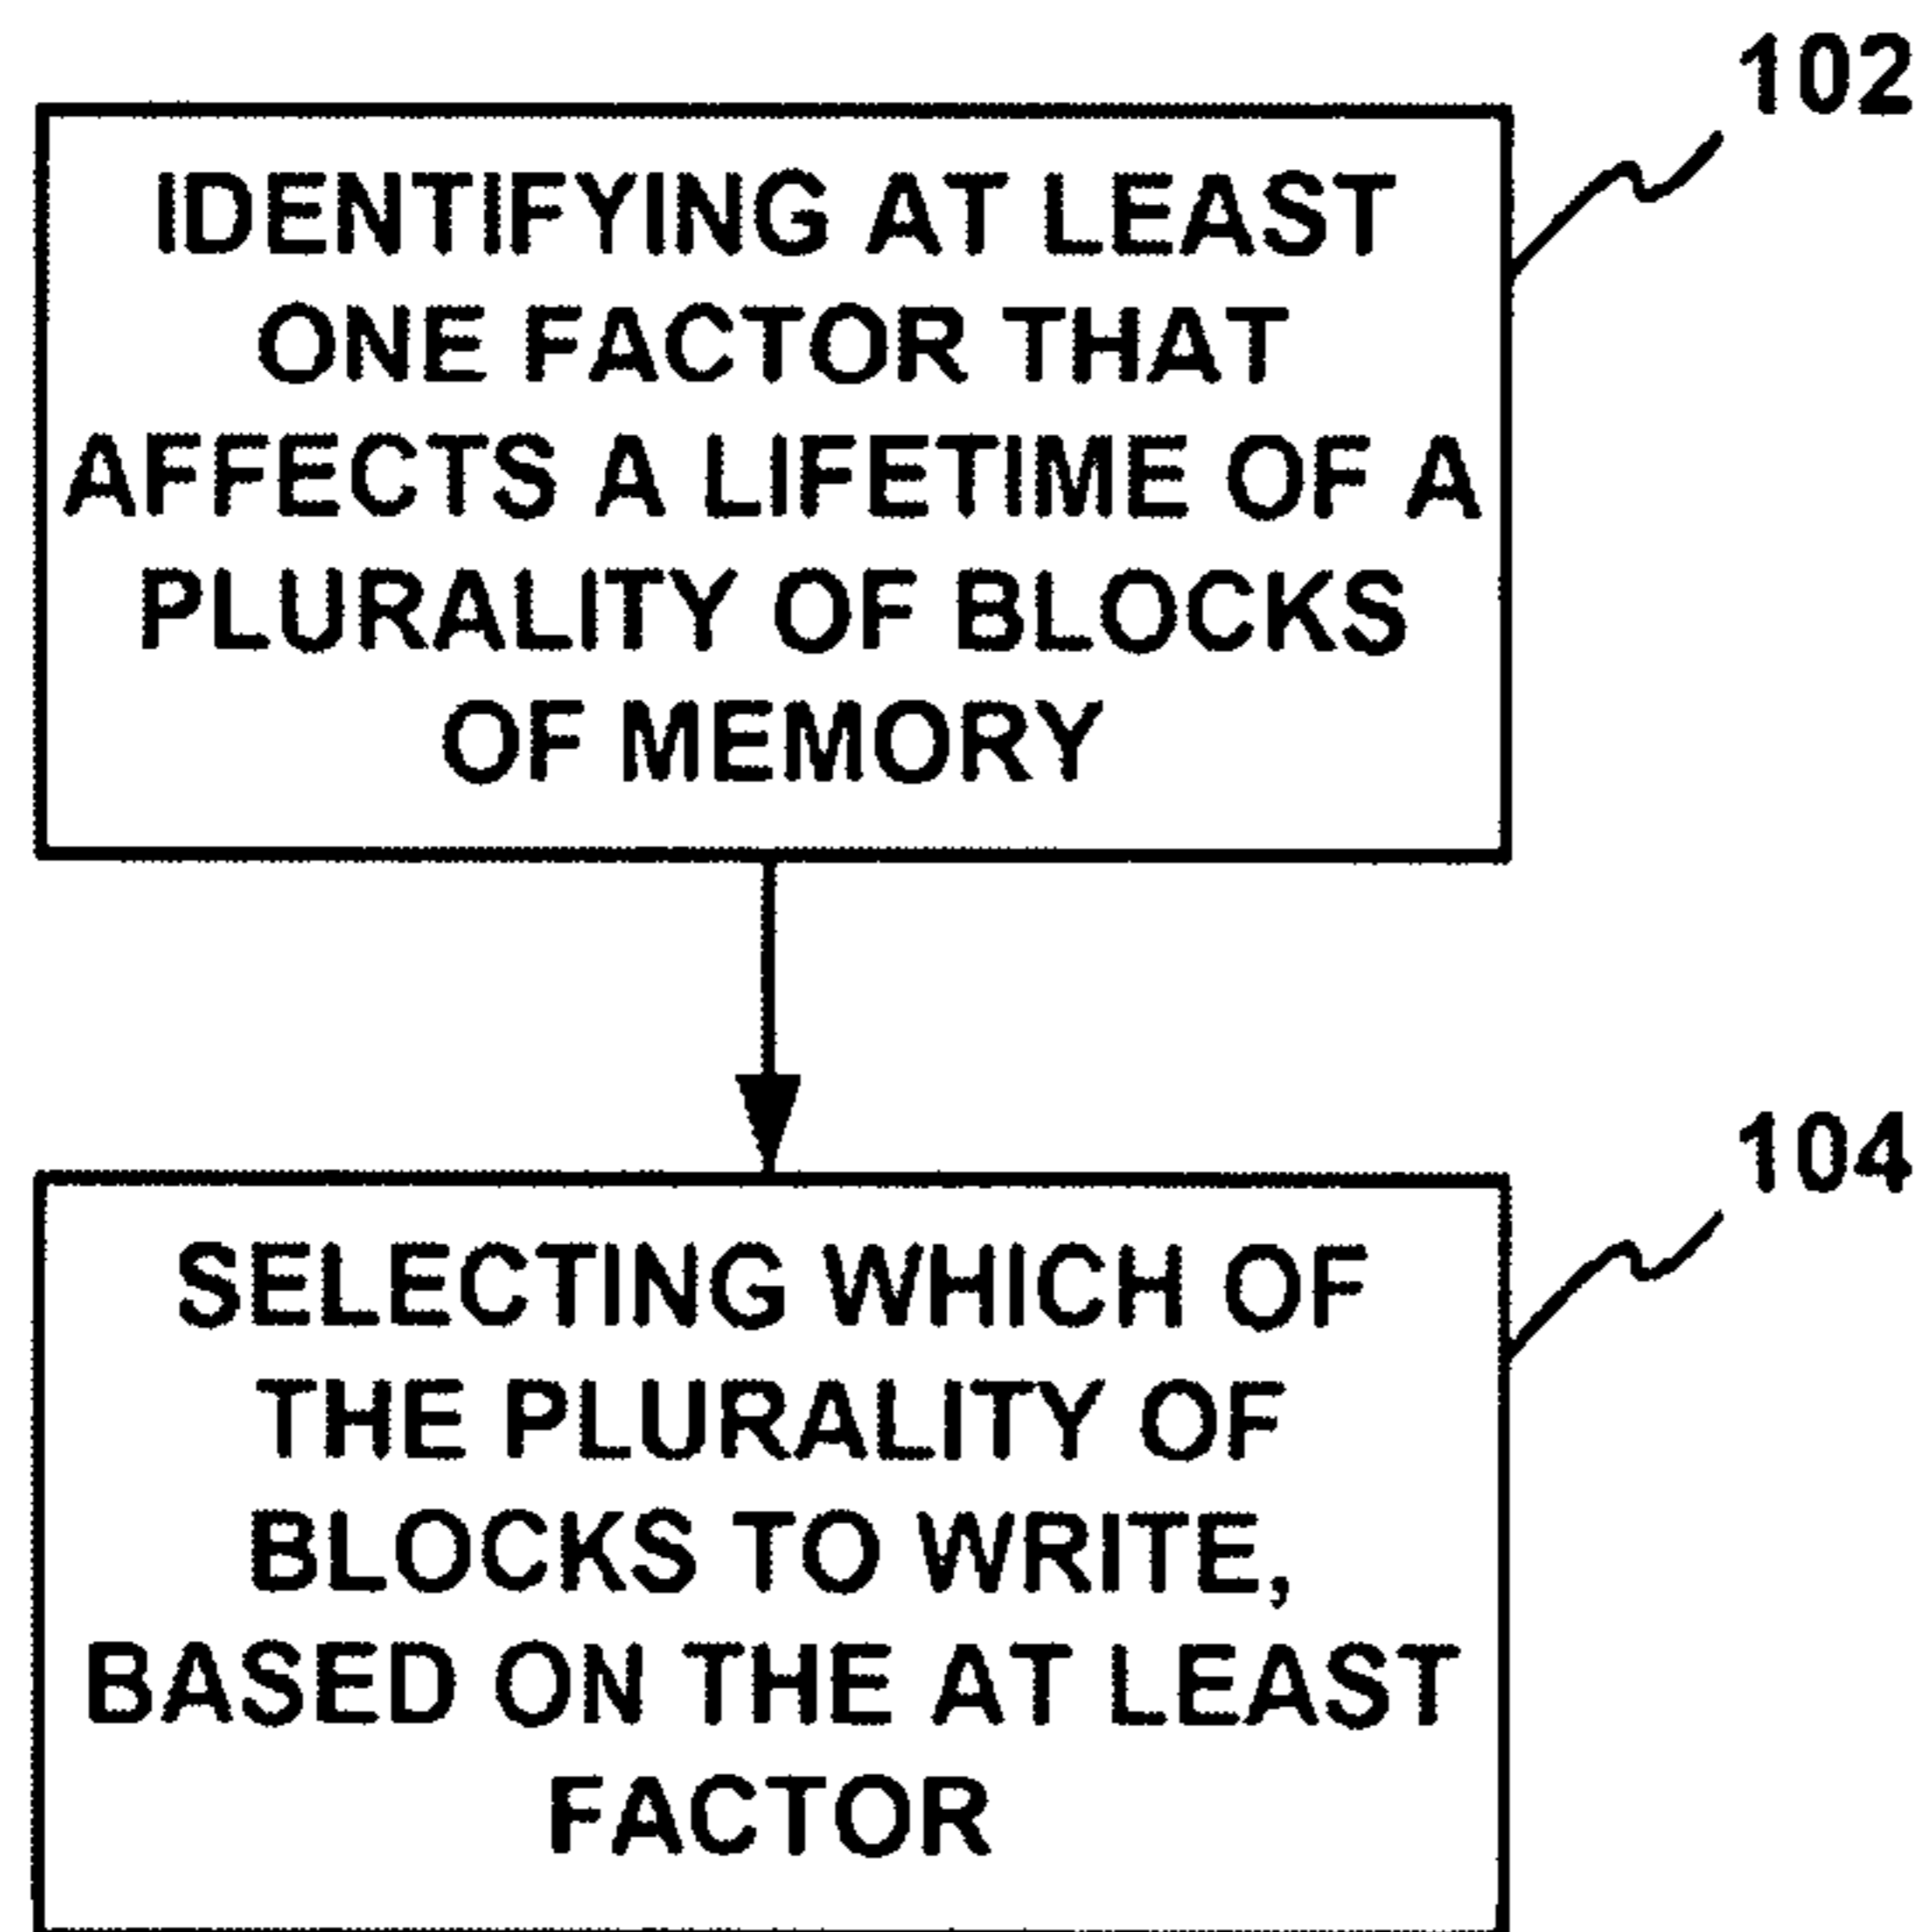 102
IDENTIFYING AT LEAST
ONE FACTOR THAT
AFFECTS A LIFETIME OF A
PLURALITY OF BLOCKS
OF MEMORY
104
SELECTING WHICH OF
THE PLURALITY OF
BLOCKS TO WRITE,
BASED ON THE AT LEAST
FACTOR